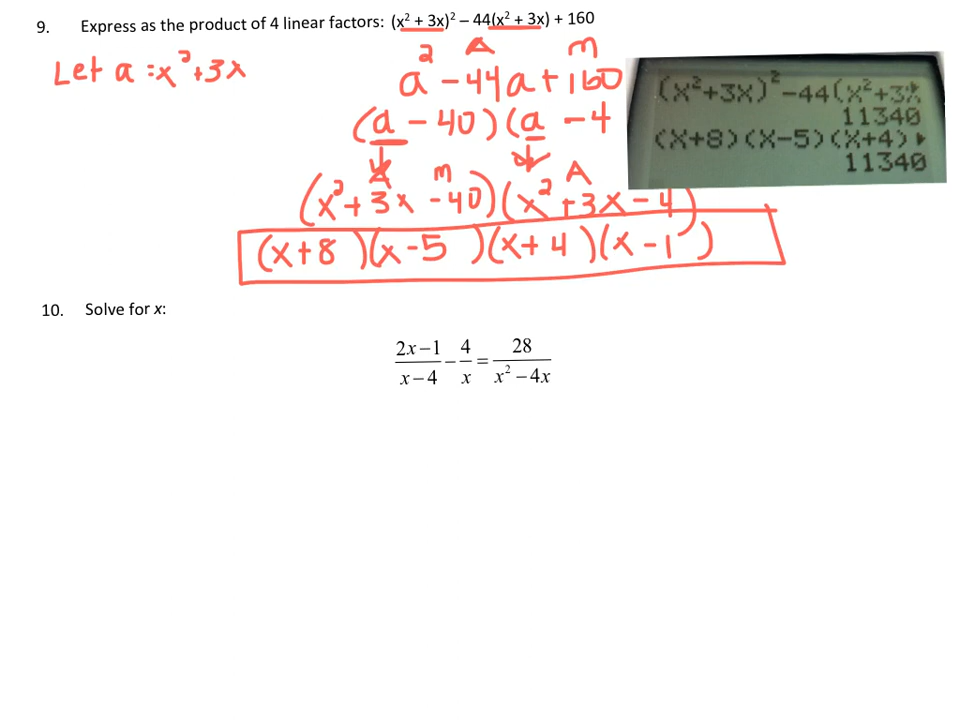 9. Express as the product of 4 linear factors: (x² + 3x)² – 44(x² + 3x) + 160
Let a = x² + 3x
A M
a² - 44a + 160
(a - 40)(a - 4
A M A
(x² + 3x - 40)(x² + 3x - 4)
(x + 8)(x - 5)(x + 4)(x - 1)
(X²+3X)²-44(X²+3X
11340
(X+8)(X-5)(X+4)
11340
10. Solve for x:
2x – 1 4 28
– =
x – 4 x x² – 4x